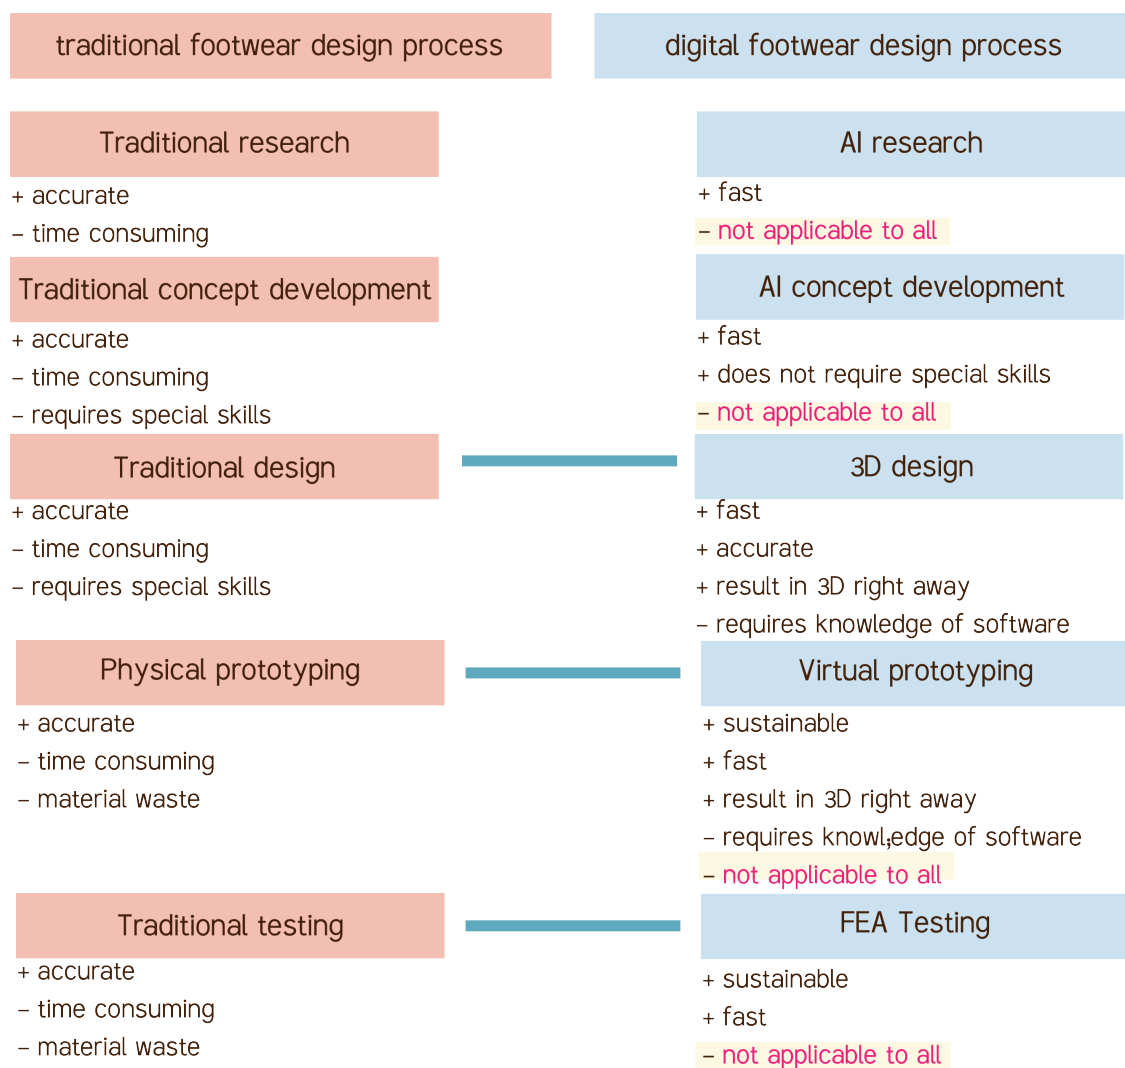 traditional footwear design process
digital footwear design process
Traditional research
+ accurate
– time consuming
AI research
+ fast
– not applicable to all
Traditional concept development
+ accurate
– time consuming
– requires special skills
AI concept development
+ fast
+ does not require special skills
– not applicable to all
Traditional design
+ accurate
– time consuming
– requires special skills
3D design
+ fast
+ accurate
+ result in 3D right away
– requires knowledge of software
Physical prototyping
+ accurate
– time consuming
– material waste
Virtual prototyping
+ sustainable
+ fast
+ result in 3D right away
– requires knowl;edge of software
– not applicable to all
Traditional testing
+ accurate
– time consuming
– material waste
FEA Testing
+ sustainable
+ fast
– not applicable to all